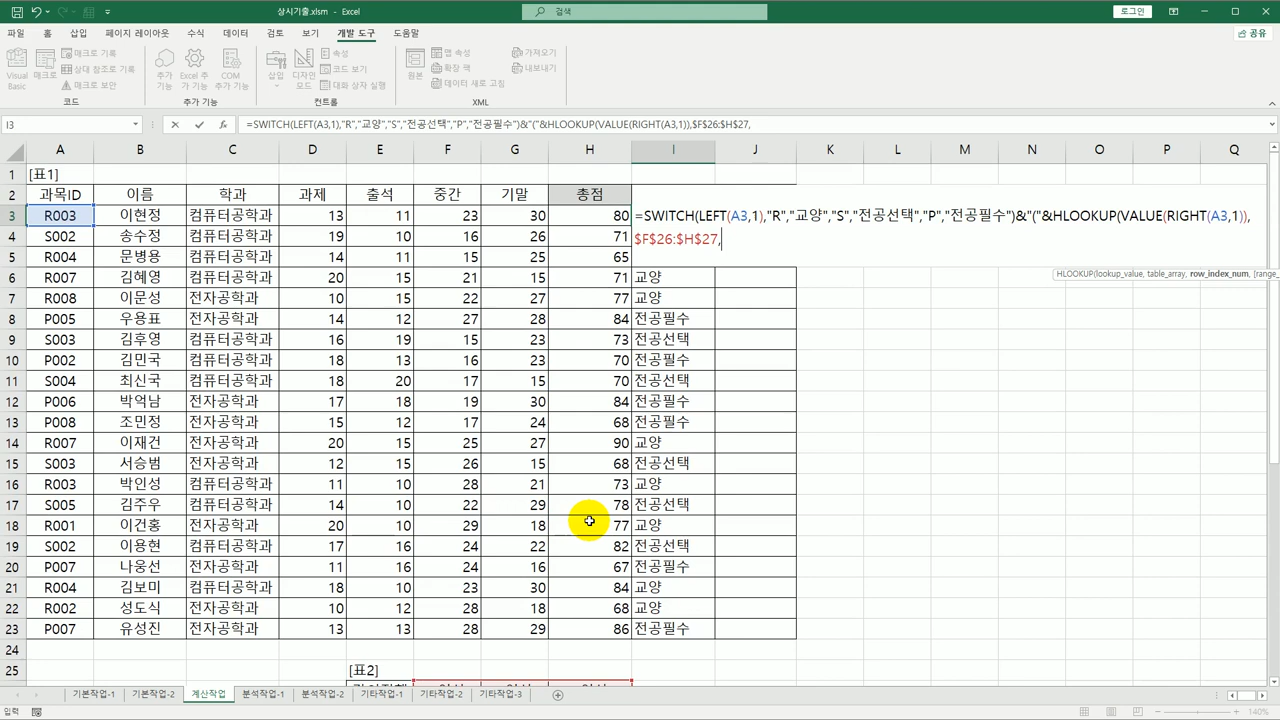 상시기출.xlsm - Excel
검색
로그인
파일 홈 삽입 페이지 레이아웃 수식 데이터 검토 보기 개발 도구 도움말
공유
Visual Basic
매크로
매크로 기록
상대 참조로 기록
매크로 보안
코드
추가 기능
Excel 추가 기능
COM 추가 기능
추가 기능
삽입
디자인 모드
속성
코드 보기
대화 상자 실행
컨트롤
원본
맵 속성
확장 팩
데이터 새로 고침
가져오기
내보내기
XML
I3
=SWITCH(LEFT(A3,1),"R","교양","S","전공선택","P","전공필수")&"("&HLOOKUP(VALUE(RIGHT(A3,1)),$F$26:$H$27,
A B C D E F G H I J K L M N O P Q
1 [표1]
2 과목ID 이름 학과 과제 출석 중간 기말 총점
3 R003 이현정 컴퓨터공학과 13 11 23 30 80 =SWITCH(LEFT(A3,1),"R","교양","S","전공선택","P","전공필수")&"("&HLOOKUP(VALUE(RIGHT(A3,1)),
4 S002 송수정 컴퓨터공학과 19 10 16 26 71 $F$26:$H$27,
5 R004 문병용 컴퓨터공학과 14 11 15 25 65
6 R007 김혜영 컴퓨터공학과 20 15 21 15 71 교양
HLOOKUP(lookup_value, table_array, row_index_num, [range_
7 R008 이문성 전자공학과 10 15 22 27 77 교양
8 P005 우용표 전자공학과 14 12 27 28 84 전공필수
9 S003 김후영 컴퓨터공학과 16 19 15 23 73 전공선택
10 P002 김민국 컴퓨터공학과 18 13 16 23 70 전공필수
11 S004 최신국 컴퓨터공학과 18 20 17 15 70 전공선택
12 P006 박억남 전자공학과 17 18 19 30 84 전공필수
13 P008 조민정 전자공학과 15 12 17 24 68 전공필수
14 R007 이재건 전자공학과 20 15 25 27 90 교양
15 S003 서승범 전자공학과 12 15 26 15 68 전공선택
16 R003 박인성 컴퓨터공학과 11 10 28 21 73 교양
17 S005 김주우 컴퓨터공학과 14 10 22 29 78 전공선택
18 R001 이건홍 전자공학과 20 10 29 18 77 교양
19 S002 이용현 컴퓨터공학과 17 16 24 22 82 전공선택
20 P007 나웅선 전자공학과 11 16 24 16 67 전공필수
21 R004 김보미 컴퓨터공학과 18 10 23 30 84 교양
22 R002 성도식 전자공학과 10 12 28 18 68 교양
23 P007 유성진 전자공학과 13 13 28 29 86 전공필수
24
25 [표2]
기본작업-1 기본작업-2 계산작업 분석작업-1 분석작업-2 기타작업-1 기타작업-2 기타작업-3
입력
140%